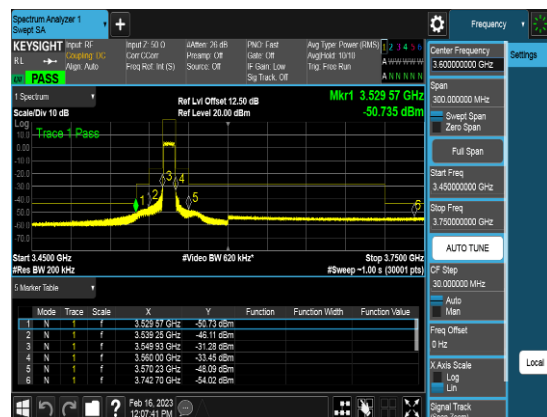 Spectrum Analyzer 1
Swept SA
Frequency
KEYSIGHT Input: RF Input Z: 50 Ω #Atten: 26 dB PNO: Fast Avg Type: Power (RMS) 1 2 3 4 5 6
RL Coupling: DC Corr CCorr Preamp: Off Gate: Off Avg|Hold: 10/10 A W W W W W
Align: Auto Freq Ref: Int (S) Source: Off IF Gain: Low Trig: Free Run
Sig Track: Off A N N N N N
PASS
1 Spectrum
Scale/Div 10 dB
Ref Lvl Offset 12.50 dB
Ref Level 20.00 dBm
Mkr1 3.529 57 GHz
-50.735 dBm
Log
Trace 1 Pass
10.0
0.00
-10.0
-20.0
-30.0
-40.0
-50.0
-60.0
-70.0
1 2 3 4 5 6
Start 3.4500 GHz #Video BW 620 kHz* Stop 3.7500 GHz
#Res BW 200 kHz #Sweep ~1.00 s (30001 pts)
5 Marker Table
Mode Trace Scale X Y Function Function Width Function Value
1 N 1 f 3.529 57 GHz -50.73 dBm
2 N 1 f 3.539 25 GHz -46.11 dBm
3 N 1 f 3.549 93 GHz -31.28 dBm
4 N 1 f 3.560 00 GHz -33.45 dBm
5 N 1 f 3.570 23 GHz -48.09 dBm
6 N 1 f 3.742 70 GHz -54.02 dBm
Feb 16, 2023
12:07:41 PM
Center Frequency
3.600000000 GHz
Settings
Span
300.000000 MHz
Swept Span
Zero Span
Full Span
Start Freq
3.450000000 GHz
Stop Freq
3.750000000 GHz
AUTO TUNE
CF Step
30.000000 MHz
Auto
Man
Freq Offset
0 Hz
X Axis Scale
Log
Lin
Local
Signal Track
(Span Zoom)